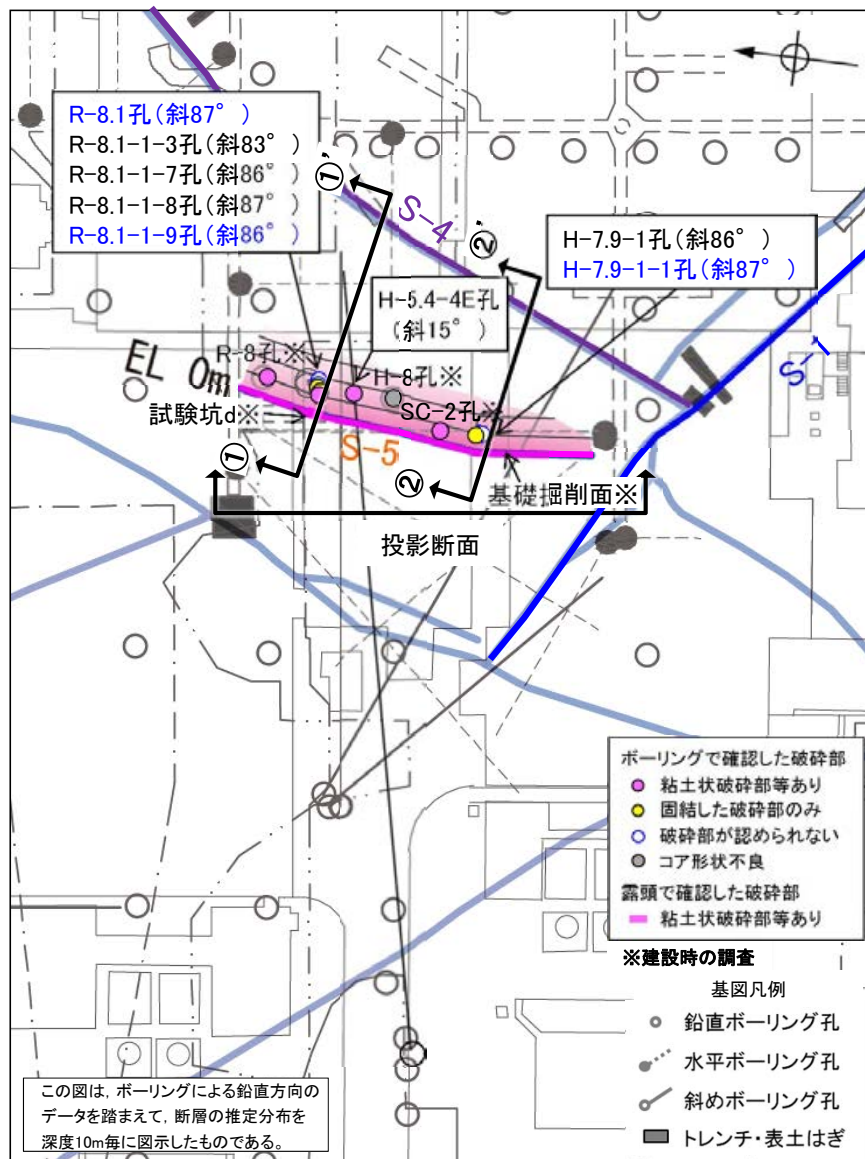 R-8.1孔(斜87°)
R-8.1-1-3孔(斜83°)
R-8.1-1-7孔(斜86°)
R-8.1-1-8孔(斜87°)
R-8.1-1-9孔(斜86°)
①’
S-4
②’
H-7.9-1孔(斜86°)
H-7.9-1-1孔(斜87°)
H-5.4-4E孔
(斜15°)
R-8孔※
H-8孔※
EL 0m
SC-2孔※
試験坑d※
S-5
①
②
基礎掘削面※
投影断面
ボーリングで確認した破砕部
粘土状破砕部等あり
固結した破砕部のみ
破砕部が認められない
コア形状不良
露頭で確認した破砕部
粘土状破砕部等あり
※建設時の調査
基図凡例
鉛直ボーリング孔
水平ボーリング孔
斜めボーリング孔
トレンチ・表土はぎ
この図は，ボーリングによる鉛直方向の
データを踏まえて，断層の推定分布を
深度10m毎に図示したものである。